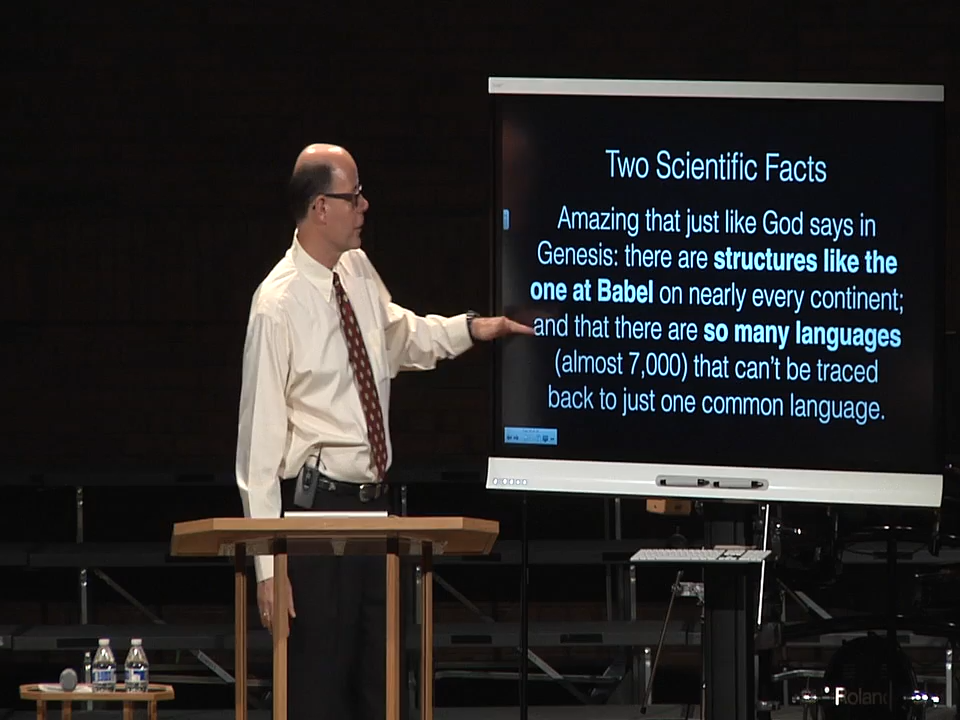 Two Scientific Facts
Amazing that just like God says in
Genesis: there are structures like the
one at Babel on nearly every continent;
and that there are so many languages
(almost 7,000) that can't be traced
back to just one common language.
Roland